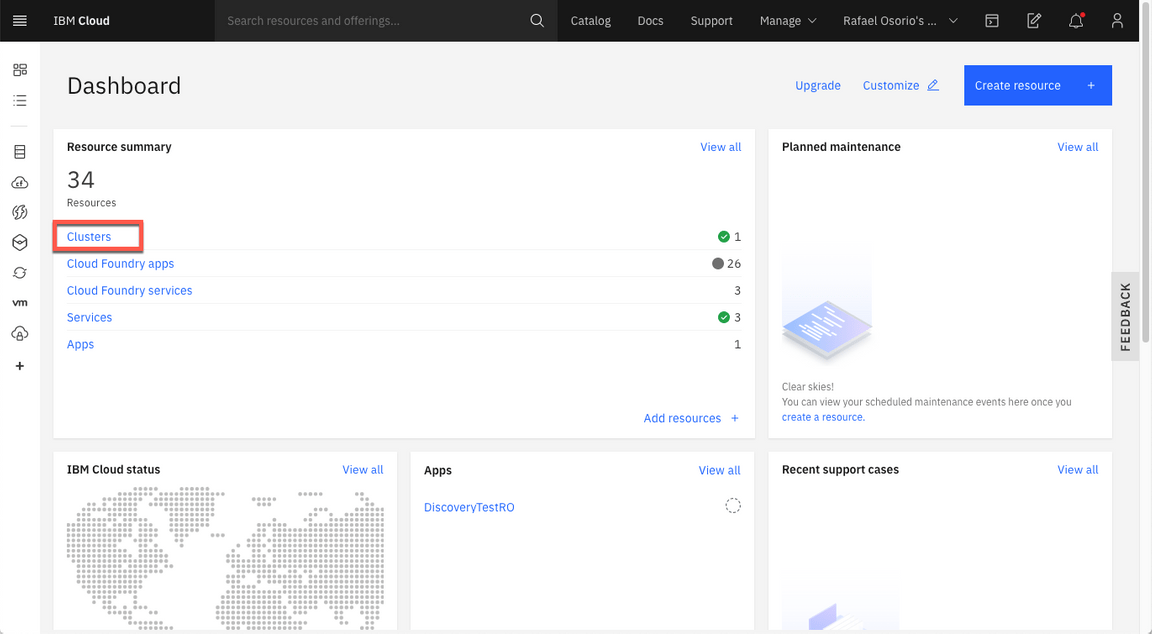 IBM Cloud
Search resources and offerings...
Catalog
Docs
Support
Manage
Rafael Osorio's ...
Dashboard
Upgrade
Customize
Create resource +
Resource summary
View all
34
Resources
Clusters
1
Cloud Foundry apps
26
Cloud Foundry services
3
Services
3
Apps
1
Add resources +
Planned maintenance
View all
Clear skies!
You can view your scheduled maintenance events here once you
create a resource.
FEEDBACK
cf
vm
IBM Cloud status
View all
Apps
View all
DiscoveryTestRO
Recent support cases
View all